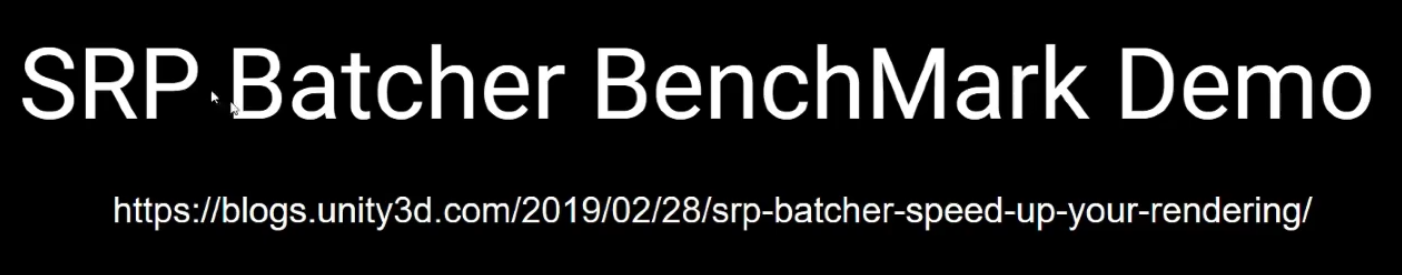 SRP Batcher BenchMark Demo
https://blogs.unity3d.com/2019/02/28/srp-batcher-speed-up-your-rendering/